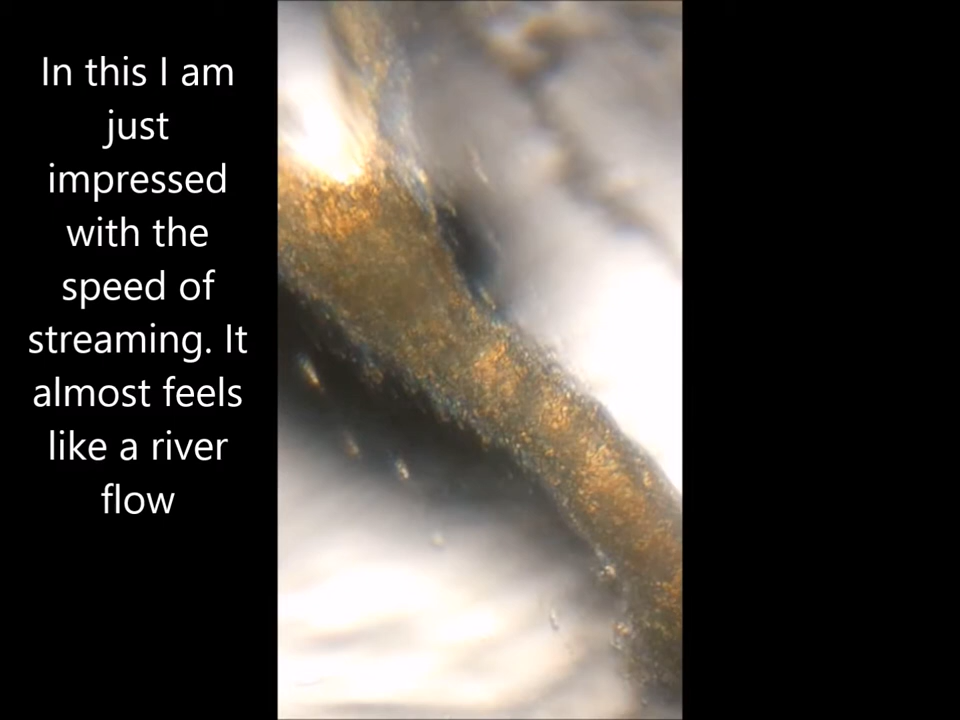 In this I am
just
impressed
with the
speed of
streaming. It
almost feels
like a river
flow